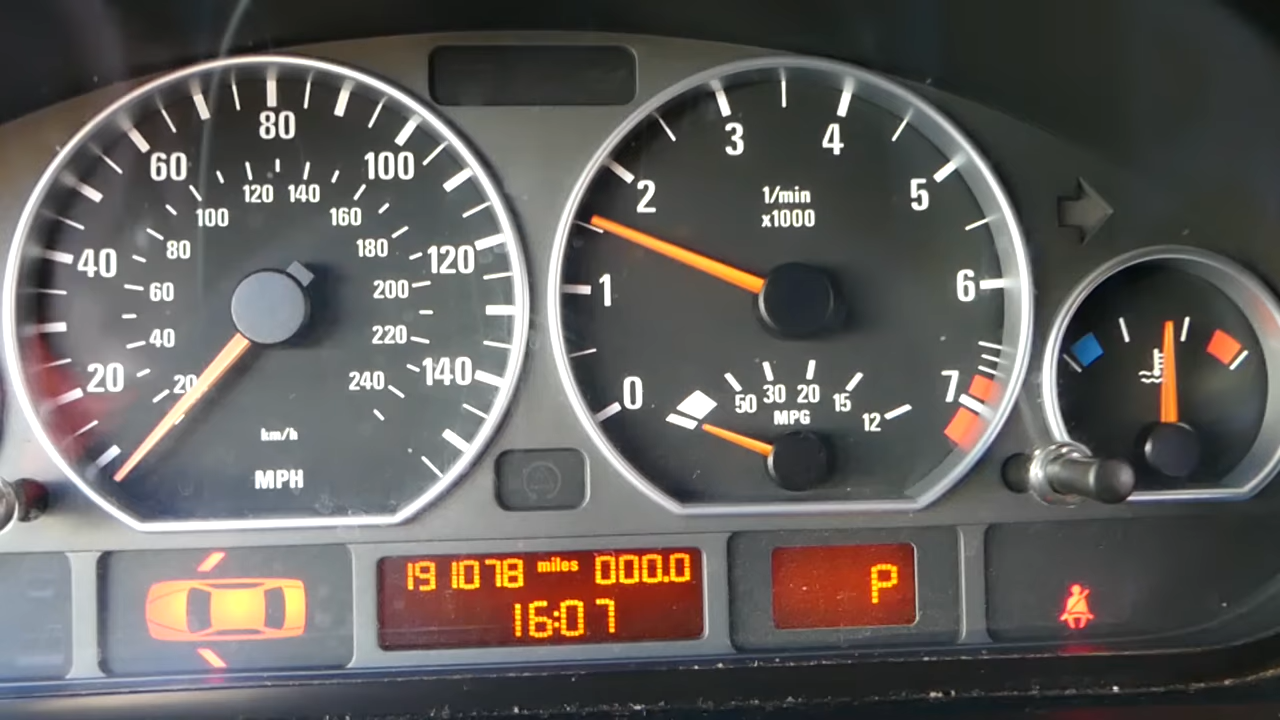 20 40 60 80 100 120 140
20 40 60 80 100 120 140 160 180 200 220 240
km/h
MPH
0 1 2 3 4 5 6 7
1/min
x1000
50 30 20 15 12
MPG
191078 miles 000.0
16:07
P